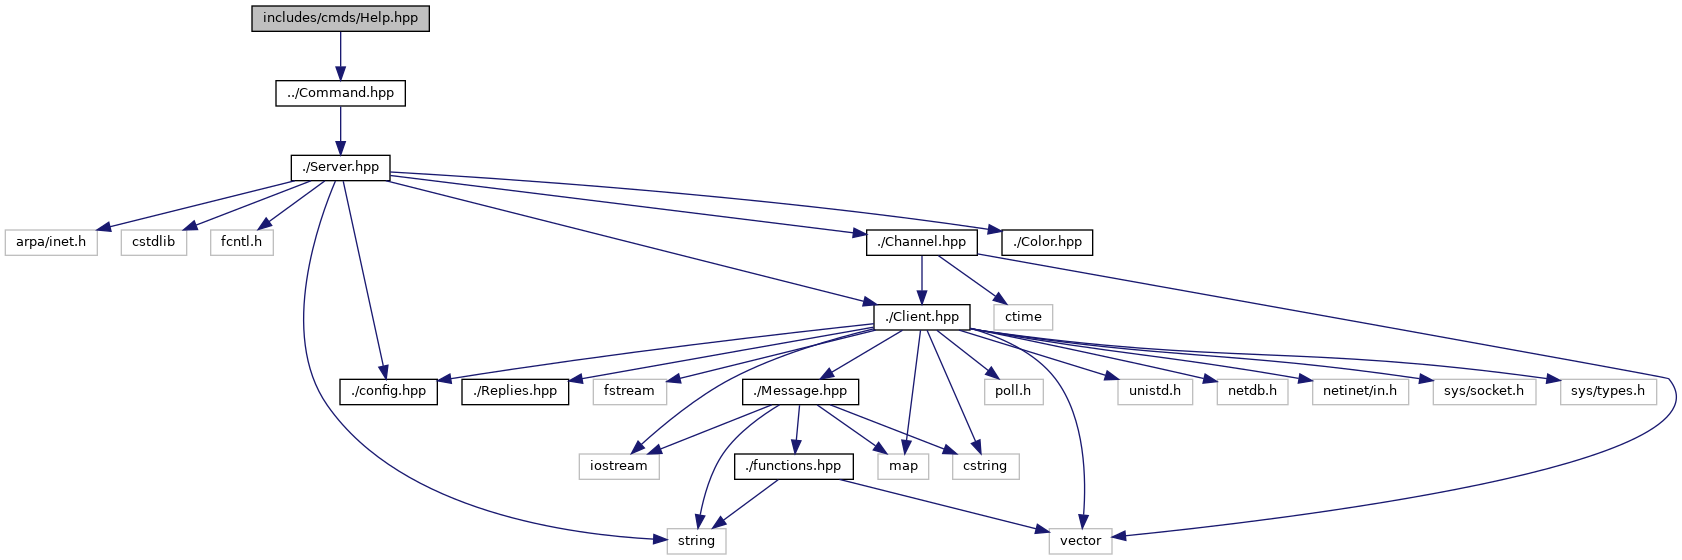 includes/cmds/Help.hpp
../Command.hpp
./Server.hpp
arpa/inet.h
cstdlib
fcntl.h
./Channel.hpp
./Color.hpp
./Client.hpp
ctime
./config.hpp
./Replies.hpp
fstream
./Message.hpp
poll.h
unistd.h
netdb.h
netinet/in.h
sys/socket.h
sys/types.h
iostream
./functions.hpp
map
cstring
string
vector